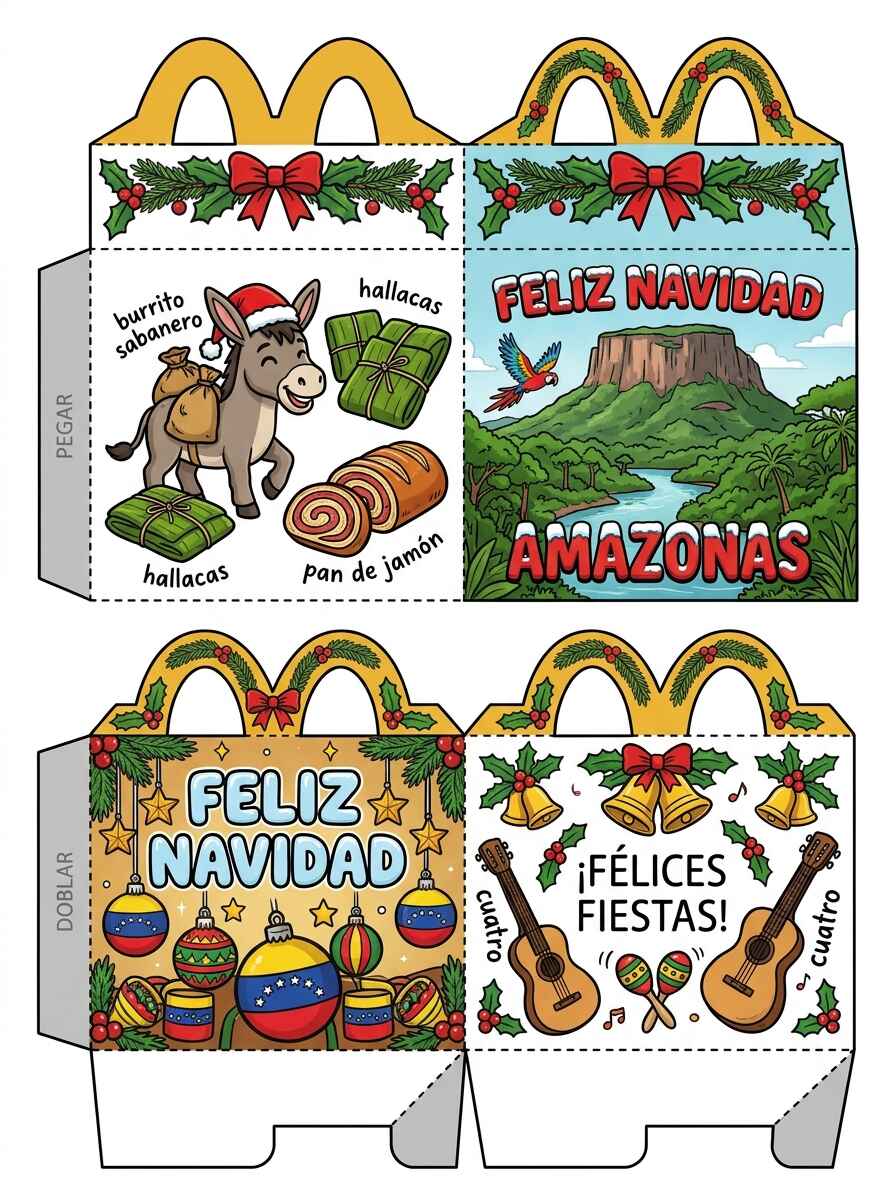 burrito
sabanero
hallacas
hallacas
pan de jamón
PEGAR
FELIZ NAVIDAD
AMAZONAS
DOBLAR
FELIZ
NAVIDAD
¡FÉLICES
FIESTAS!
cuatro
cuatro